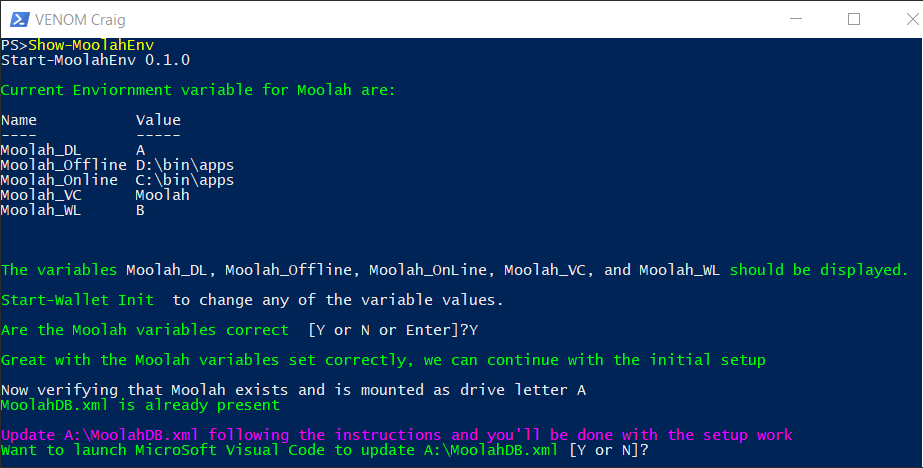 VENOM Craig
PS>Show-MoolahEnv
Start-MoolahEnv 0.1.0
Current Enviornment variable for Moolah are:
Name Value
---- -----
Moolah_DL A
Moolah_Offline D:\bin\apps
Moolah_Online C:\bin\apps
Moolah_VC Moolah
Moolah_WL B
The variables Moolah_DL, Moolah_Offline, Moolah_OnLine, Moolah_VC, and Moolah_WL should be displayed.
Start-Wallet Init  to change any of the variable values.
Are the Moolah variables correct  [Y or N or Enter]?Y
Great with the Moolah variables set correctly, we can continue with the initial setup
Now verifying that Moolah exists and is mounted as drive letter A
MoolahDB.xml is already present
Update A:\MoolahDB.xml following the instructions and you'll be done with the setup work
Want to launch MicroSoft Visual Code to update A:\MoolahDB.xml [Y or N]?